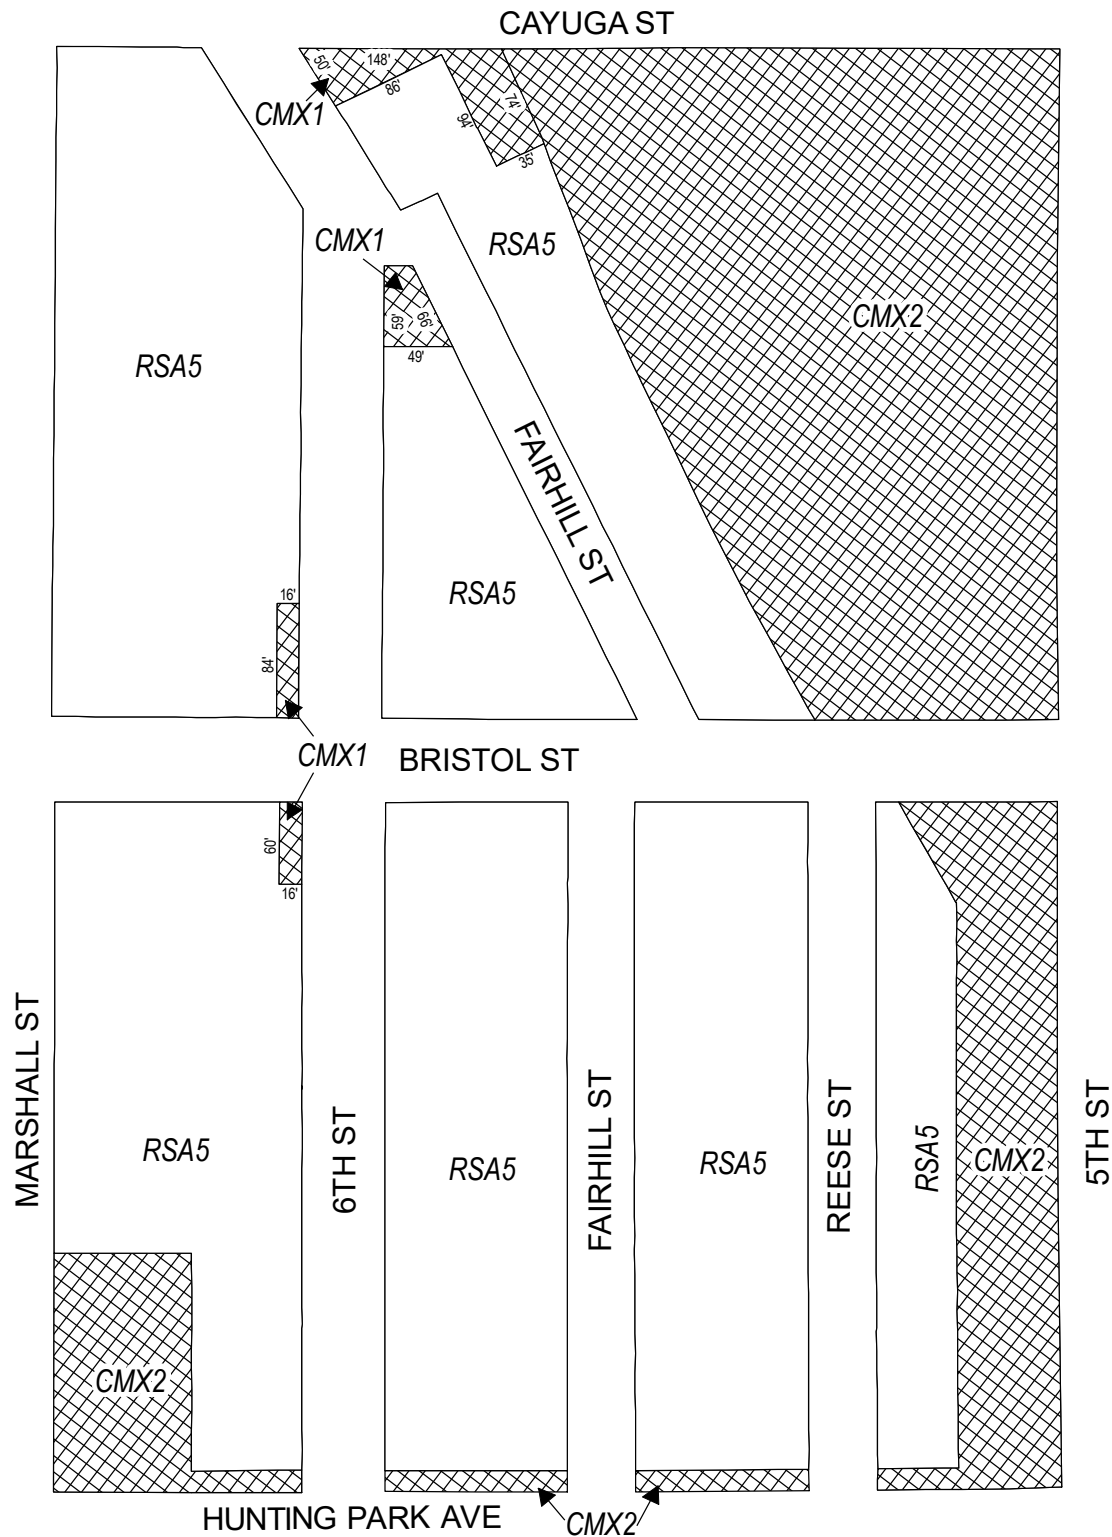 CAYUGA ST
50'
148'
86'
74'
94'
35'
CMX1
CMX1
RSA5
59'
66'
49'
CMX2
RSA5
FAIRHILL ST
RSA5
16'
84'
CMX1
BRISTOL ST
60'
16'
MARSHALL ST
RSA5
6TH ST
RSA5
FAIRHILL ST
RSA5
REESE ST
RSA5
CMX2
5TH ST
CMX2
HUNTING PARK AVE
CMX2